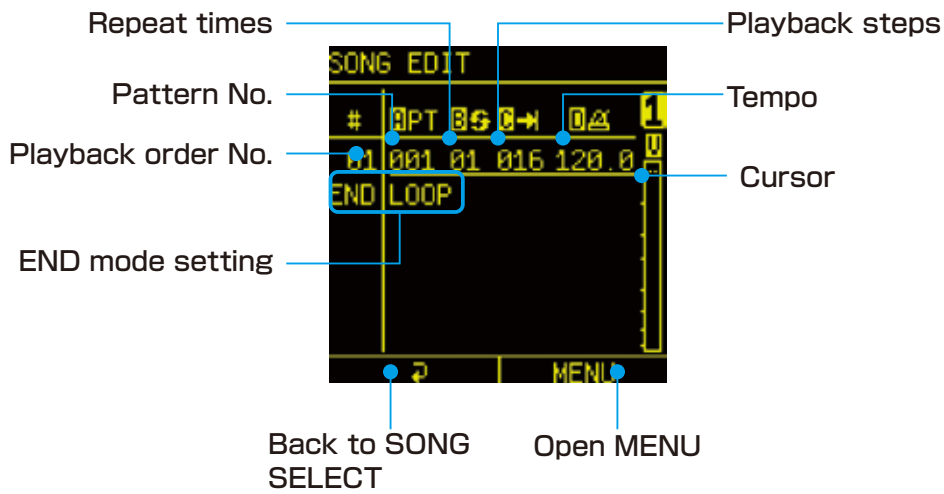 Repeat times
Playback steps
SONG EDIT
Pattern No.
Tempo
# A PT B C D 1
Playback order No.
01 001 01 016 120.0 V
Cursor
END LOOP
END mode setting
MENU
Back to SONG
SELECT
Open MENU